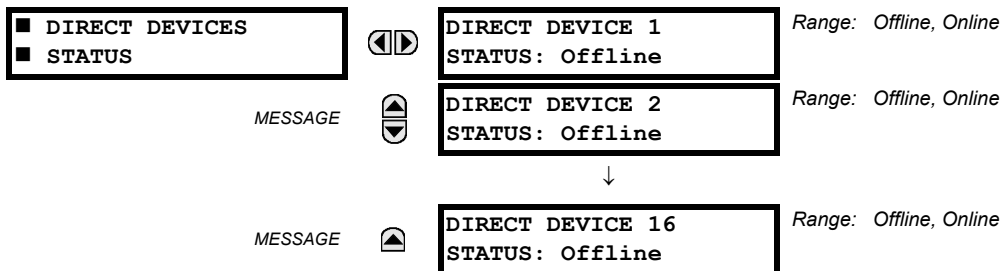 ■ DIRECT DEVICES
■ STATUS
DIRECT DEVICE 1
STATUS: Offline
Range: Offline, Online
MESSAGE
DIRECT DEVICE 2
STATUS: Offline
Range: Offline, Online
↓
MESSAGE
DIRECT DEVICE 16
STATUS: Offline
Range: Offline, Online